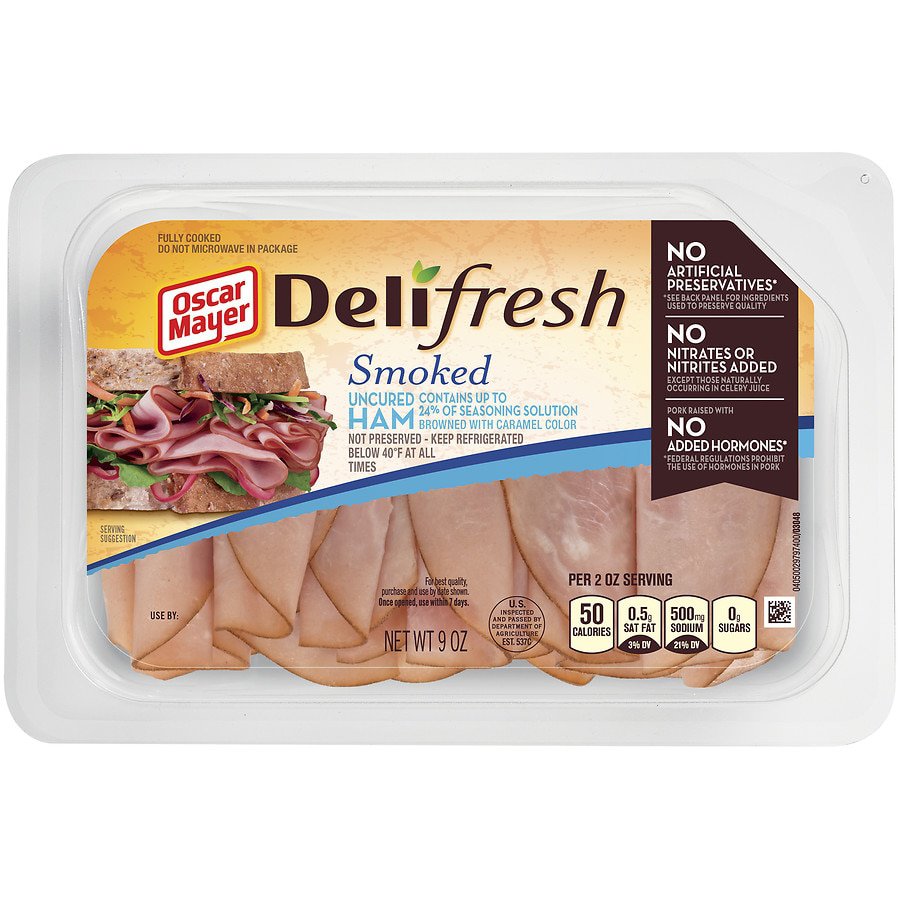 FULLY COOKED
DO NOT MICROWAVE IN PACKAGE
Oscar
Mayer
Delifresh
Smoked
UNCURED
HAM
CONTAINS UP TO
24% OF SEASONING SOLUTION
BROWNED WITH CARAMEL COLOR
NOT PRESERVED - KEEP REFRIGERATED
BELOW 40°F AT ALL
TIMES
NO
ARTIFICIAL
PRESERVATIVES*
*SEE BACK PANEL FOR INGREDIENTS
USED TO PRESERVE QUALITY
NO
NITRATES OR
NITRITES ADDED
EXCEPT THOSE NATURALLY
OCCURRING IN CELERY JUICE
PORK RAISED WITH
NO
ADDED HORMONES*
*FEDERAL REGULATIONS PROHIBIT
THE USE OF HORMONES IN PORK
SERVING
SUGGESTION
USE BY:
For best quality,
purchase and use by date shown.
Once opened, use within 7 days.
NET WT 9 OZ
U.S.
INSPECTED
AND PASSED BY
DEPARTMENT OF
AGRICULTURE
EST. 537C
PER 2 OZ SERVING
50
CALORIES
0.5g
SAT FAT
3% DV
500mg
SODIUM
21% DV
0g
SUGARS
04050029797400/03048